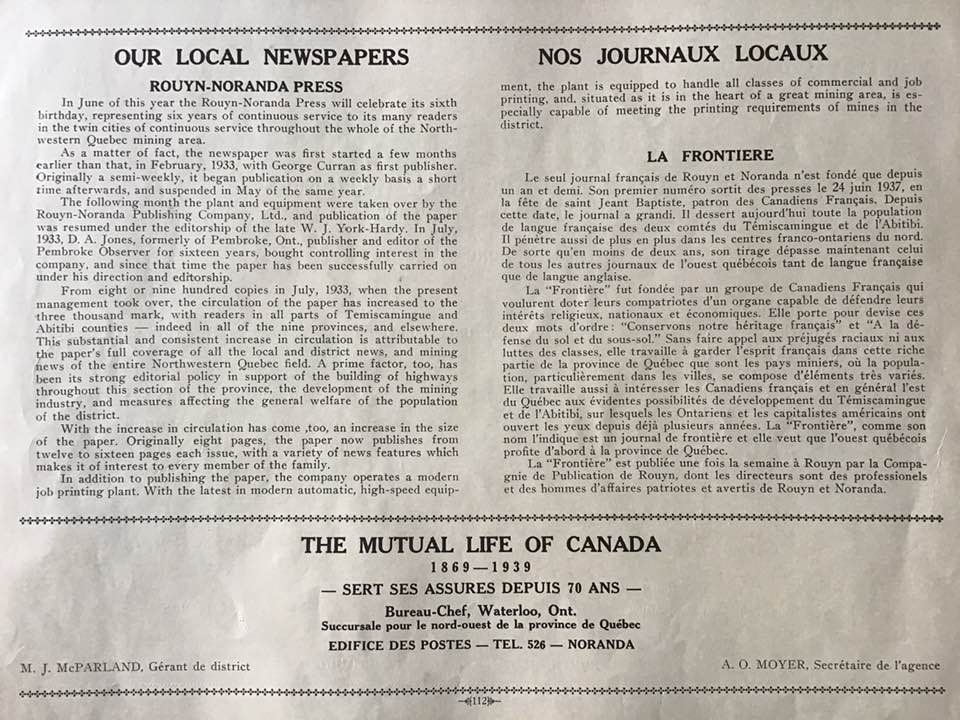 OUR LOCAL NEWSPAPERS
ROUYN-NORANDA PRESS
In June of this year the Rouyn-Noranda Press will celebrate its sixth
birthday, representing six years of continuous service to its many readers
in the twin cities of continuous service throughout the whole of the North-
western Quebec mining area.
As a matter of fact, the newspaper was first started a few months
earlier than that, in February, 1933, with George Curran as first publisher.
Originally a semi-weekly, it began publication on a weekly basis a short
time afterwards, and suspended in May of the same year.
The following month the plant and equipment were taken over by the
Rouyn-Noranda Publishing Company, Ltd., and publication of the paper
was resumed under the editorship of the late W. J. York-Hardy. In July,
1933, D. A. Jones, formerly of Pembroke, Ont., publisher and editor of the
Pembroke Observer for sixteen years, bought controlling interest in the
company, and since that time the paper has been successfully carried on
under his direction and editorship.
From eight or nine hundred copies in July, 1933, when the present
management took over, the circulation of the paper has increased to the
three thousand mark, with readers in all parts of Temiscamingue and
Abitibi counties — indeed in all of the nine provinces, and elsewhere.
This substantial and consistent increase in circulation is attributable to
the paper's full coverage of all the local and district news, and mining
news of the entire Northwestern Quebec field. A prime factor, too, has
been its strong editorial policy in support of the building of highways
throughout this section of the province, the development of the mining
industry, and measures affecting the general welfare of the population
of the district.
With the increase in circulation has come ,too, an increase in the size
of the paper. Originally eight pages, the paper now publishes from
twelve to sixteen pages each issue, with a variety of news features which
makes it of interest to every member of the family.
In addition to publishing the paper, the company operates a modern
job printing plant. With the latest in modern automatic, high-speed equip-
NOS JOURNAUX LOCAUX
ment, the plant is equipped to handle all classes of commercial and job
printing, and, situated as it is in the heart of a great mining area, is es-
pecially capable of meeting the printing requirements of mines in the
district.
LA FRONTIERE
Le seul journal français de Rouyn et Noranda n'est fondé que depuis
un an et demi. Son premier numéro sortit des presses le 24 juin 1937, en
la fête de saint Jeant Baptiste, patron des Canadiens Français. Depuis
cette date, le journal a grandi. Il dessert aujourd'hui toute la population
de langue française des deux comtés du Témiscamingue et de l'Abitibi.
Il pénètre aussi de plus en plus dans les centres franco-ontariens du nord.
De sorte qu'en moins de deux ans, son tirage dépasse maintenant celui
de tous les autres journaux de l'ouest québécois tant de langue française
que de langue anglaise.
La "Frontière" fut fondée par un groupe de Canadiens Français qui
voulurent doter leurs compatriotes d'un organe capable de défendre leurs
intérêts religieux, nationaux et économiques. Elle porte pour devise ces
deux mots d'ordre: "Conservons notre héritage français" et "A la dé-
fense du sol et du sous-sol." Sans faire appel aux préjugés raciaux ni aux
luttes des classes, elle travaille à garder l'esprit français dans cette riche
partie de la province de Québec que sont les pays miniers, où la popula-
tion, particulièrement dans les villes, se compose d'éléments très variés.
Elle travaille aussi à intéresser les Canadiens français et en général l'est
du Québec aux évidentes possibilités de développement du Témiscamingue
et de l'Abitibi, sur lesquels les Ontariens et les capitalistes américains ont
ouvert les yeux depuis déjà plusieurs années. La "Frontière", comme son
nom l'indique est un journal de frontière et elle veut que l'ouest québécois
profite d'abord à la province de Québec.
La "Frontière" est publiée une fois la semaine à Rouyn par la Compa-
gnie de Publication de Rouyn, dont les directeurs sont des professionels
et des hommes d'affaires patriotes et avertis de Rouyn et Noranda.
THE MUTUAL LIFE OF CANADA
1869—1939
— SERT SES ASSURES DEPUIS 70 ANS —
Bureau-Chef, Waterloo, Ont.
Succursale pour le nord-ouest de la province de Québec
EDIFICE DES POSTES — TEL. 526 — NORANDA
M. J. McPARLAND, Gérant de district
A. O. MOYER, Secrétaire de l'agence
112